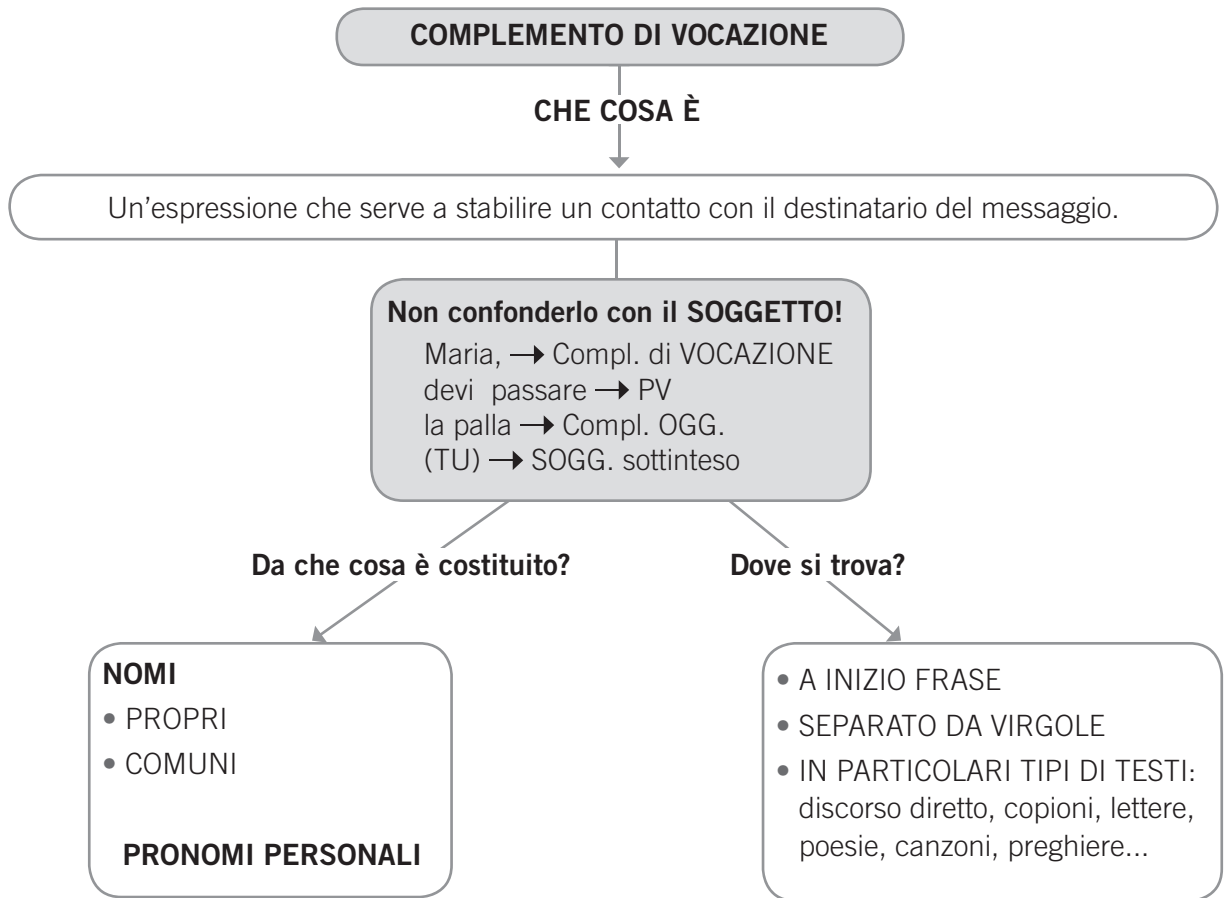 COMPLEMENTO DI VOCAZIONE
CHE COSA È
Un'espressione che serve a stabilire un contatto con il destinatario del messaggio.
Non confonderlo con il SOGGETTO!
Maria, → Compl. di VOCAZIONE
devi passare → PV
la palla → Compl. OGG.
(TU) → SOGG. sottinteso
Da che cosa è costituito?
Dove si trova?
NOMI
• PROPRI
• COMUNI
PRONOMI PERSONALI
• A INIZIO FRASE
• SEPARATO DA VIRGOLE
• IN PARTICOLARI TIPI DI TESTI:
discorso diretto, copioni, lettere,
poesie, canzoni, preghiere...